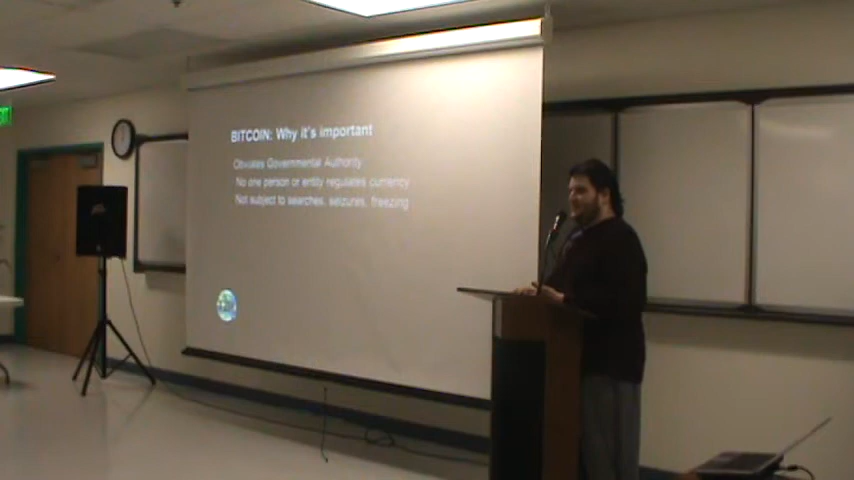 BITCOIN: Why it's important
Obviates Governmental Authority
No one person or entity regulates currency
Not subject to searches, seizures, freezing